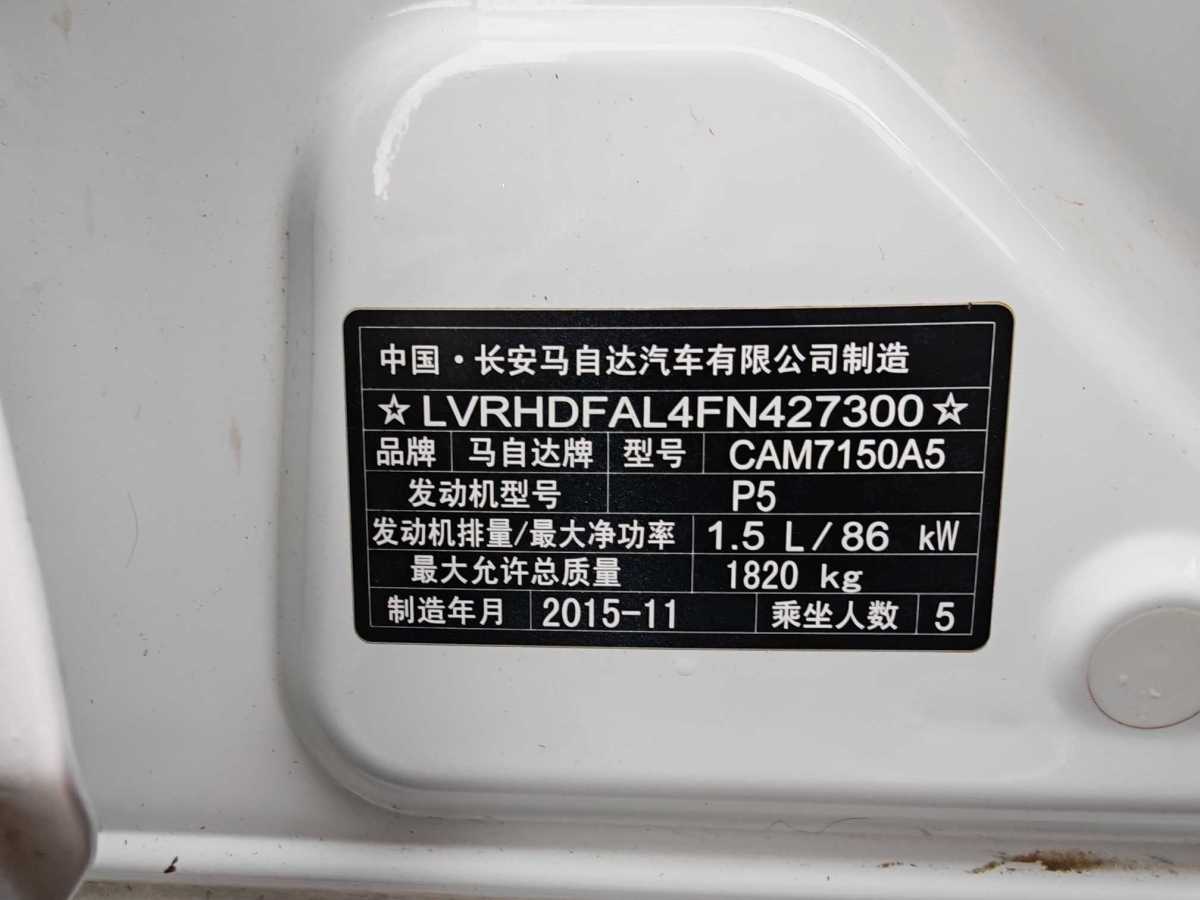 中国·长安马自达汽车有限公司制造
☆LVRHDFAL4FN427300☆
品牌 马自达牌 型号 CAM7150A5
发动机型号 P5
发动机排量/最大净功率 1.5 L/86 kW
最大允许总质量 1820 kg
制造年月 2015-11 乘坐人数 5